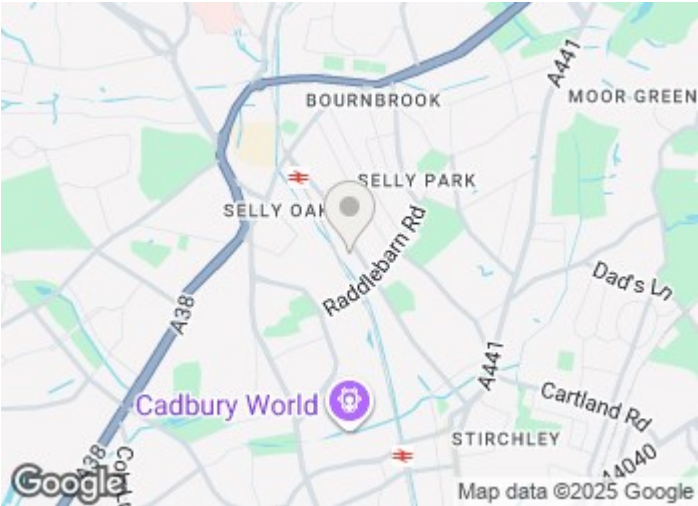 A441
BOURNBROOK
MOOR GREEN
SELLY PARK
SELLY OAK
Raddlebarn Rd
Dad's Ln
A38
A441
Cadbury World
Cartland Rd
STIRCHLEY
A38
A4040
Google
Map data ©2025 Google